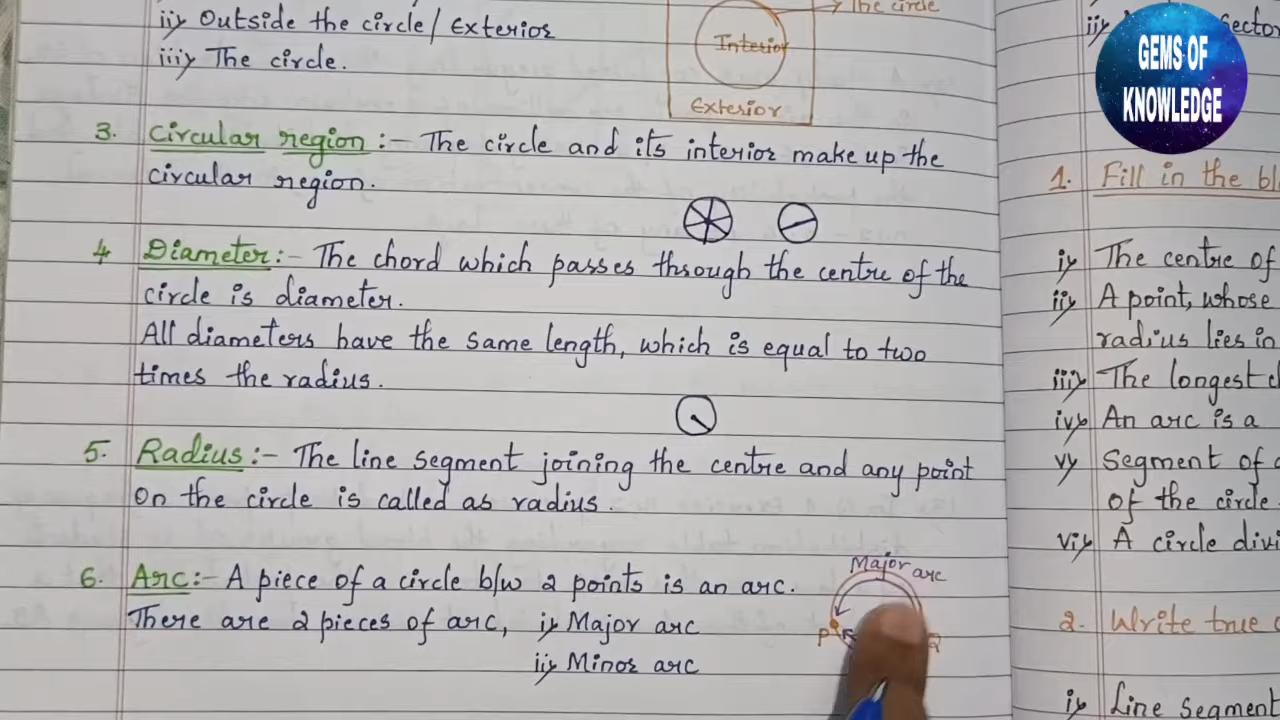 ii) Outside the circle/Exterior
iii) The circle.
The circle
Interior
Exterior
3. Circular region :- The circle and its interior make up the
circular region.
4 Diameter:- The chord which passes through the centre of the
circle is diameter.
All diameters have the same length, which is equal to two
times the radius.
5. Radius:- The line segment joining the centre and any point
on the circle is called as radius.
6. Arc:- A piece of a circle b/w 2 points is an arc.
There are 2 pieces of arc, i) Major arc
ii) Minor arc
Major arc
P
Q
GEMS OF
KNOWLEDGE
ii) Sector
1. Fill in the
i) The centre of
ii) A point, whose
radius lies in
iii) The longest
iv) An arc is a
v) Segment of
of the circle
vi) A circle
2. Write true
i) Line segment